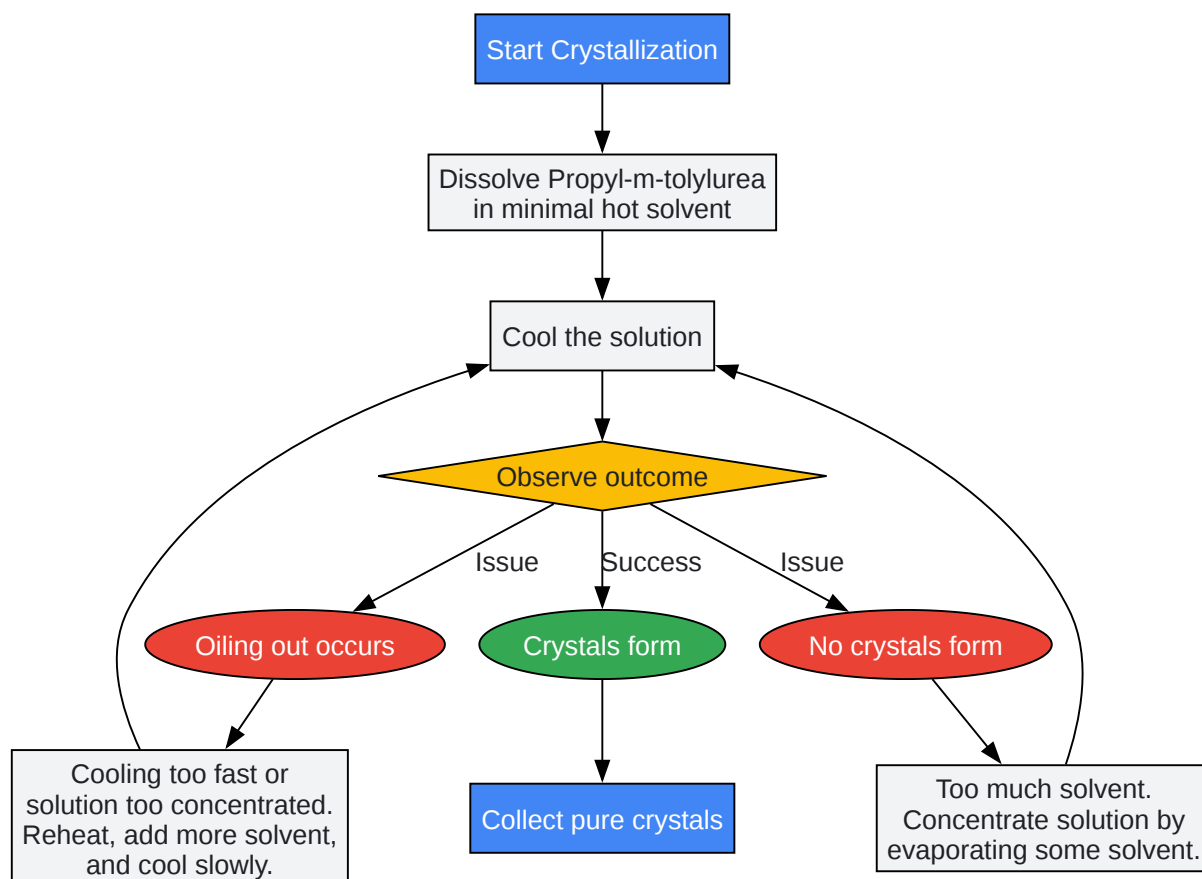 Start Crystallization
Dissolve Propyl-m-tolylurea
in minimal hot solvent
Cool the solution
Observe outcome
Issue
Success
Issue
Oiling out occurs
Crystals form
No crystals form
Cooling too fast or
solution too concentrated.
Reheat, add more solvent,
and cool slowly.
Collect pure crystals
Too much solvent.
Concentrate solution by
evaporating some solvent.